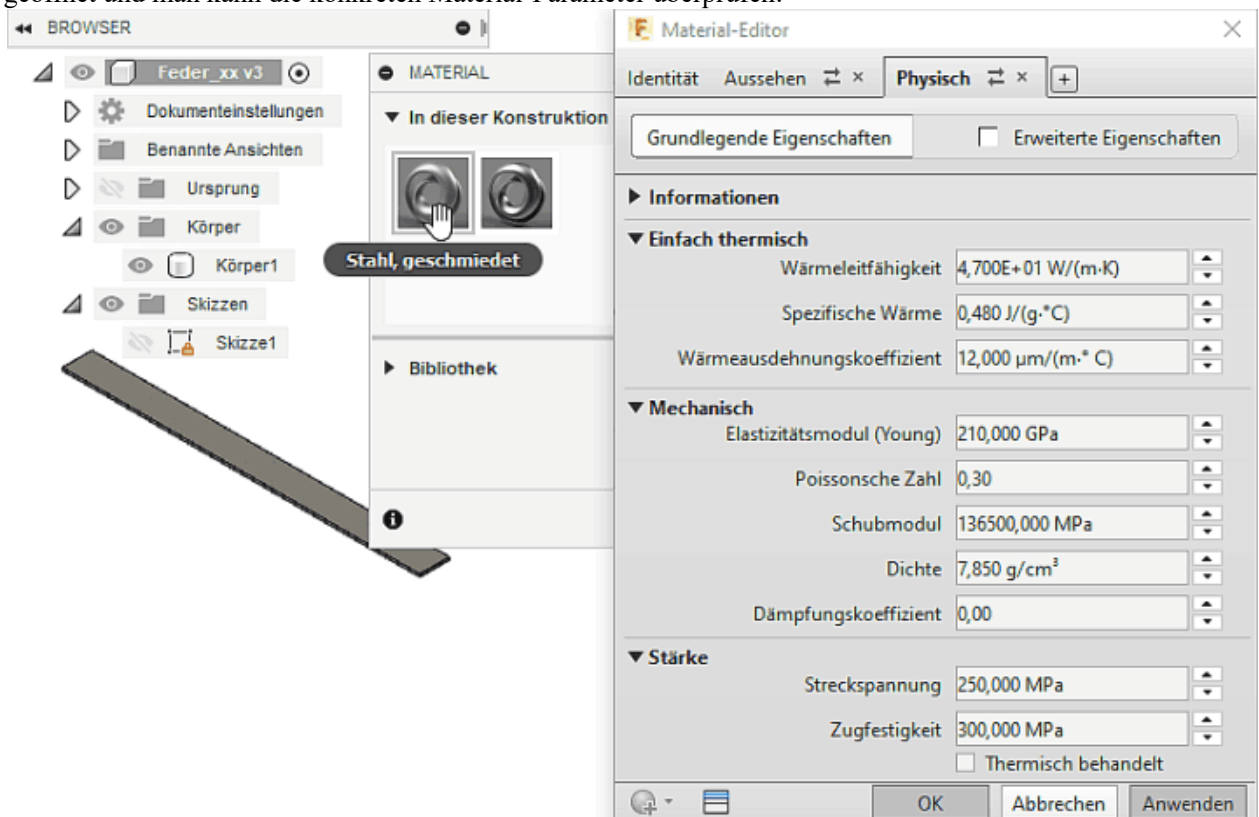 geöffnet und man kann die konkreten Material-Parameter überprüfen:
BROWSER
Feder_xx v3
Dokumenteinstellungen
Benannte Ansichten
Ursprung
Körper
Körper1
Skizzen
Skizze1
MATERIAL
In dieser Konstruktion
Stahl, geschmiedet
Bibliothek
Material-Editor
Identität Aussehen Physisch
Grundlegende Eigenschaften Erweiterte Eigenschaften
Informationen
Einfach thermisch
Wärmeleitfähigkeit 4,700E+01 W/(m·K)
Spezifische Wärme 0,480 J/(g·°C)
Wärmeausdehnungskoeffizient 12,000 µm/(m·° C)
Mechanisch
Elastizitätsmodul (Young) 210,000 GPa
Poissonsche Zahl 0,30
Schubmodul 136500,000 MPa
Dichte 7,850 g/cm³
Dämpfungskoeffizient 0,00
Stärke
Streckspannung 250,000 MPa
Zugfestigkeit 300,000 MPa
Thermisch behandelt
OK Abbrechen Anwenden